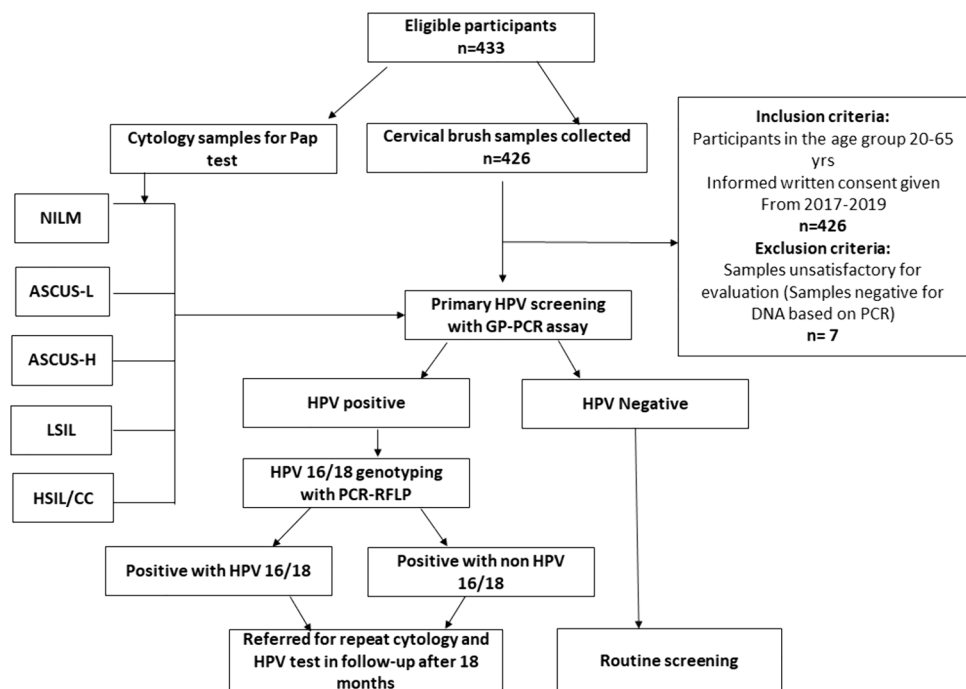 Eligible participants
n=433
Cytology samples for Pap
test
Cervical brush samples collected
n=426
Inclusion criteria:
Participants in the age group 20-65
yrs
Informed written consent given
From 2017-2019
n=426
Exclusion criteria:
Samples unsatisfactory for
evaluation (Samples negative for
DNA based on PCR)
n= 7
NILM
ASCUS-L
ASCUS-H
LSIL
HSIL/CC
Primary HPV screening
with GP-PCR assay
HPV positive
HPV Negative
HPV 16/18 genotyping
with PCR-RFLP
Positive with HPV 16/18
Positive with non HPV
16/18
Referred for repeat cytology and
HPV test in follow-up after 18
months
Routine screening